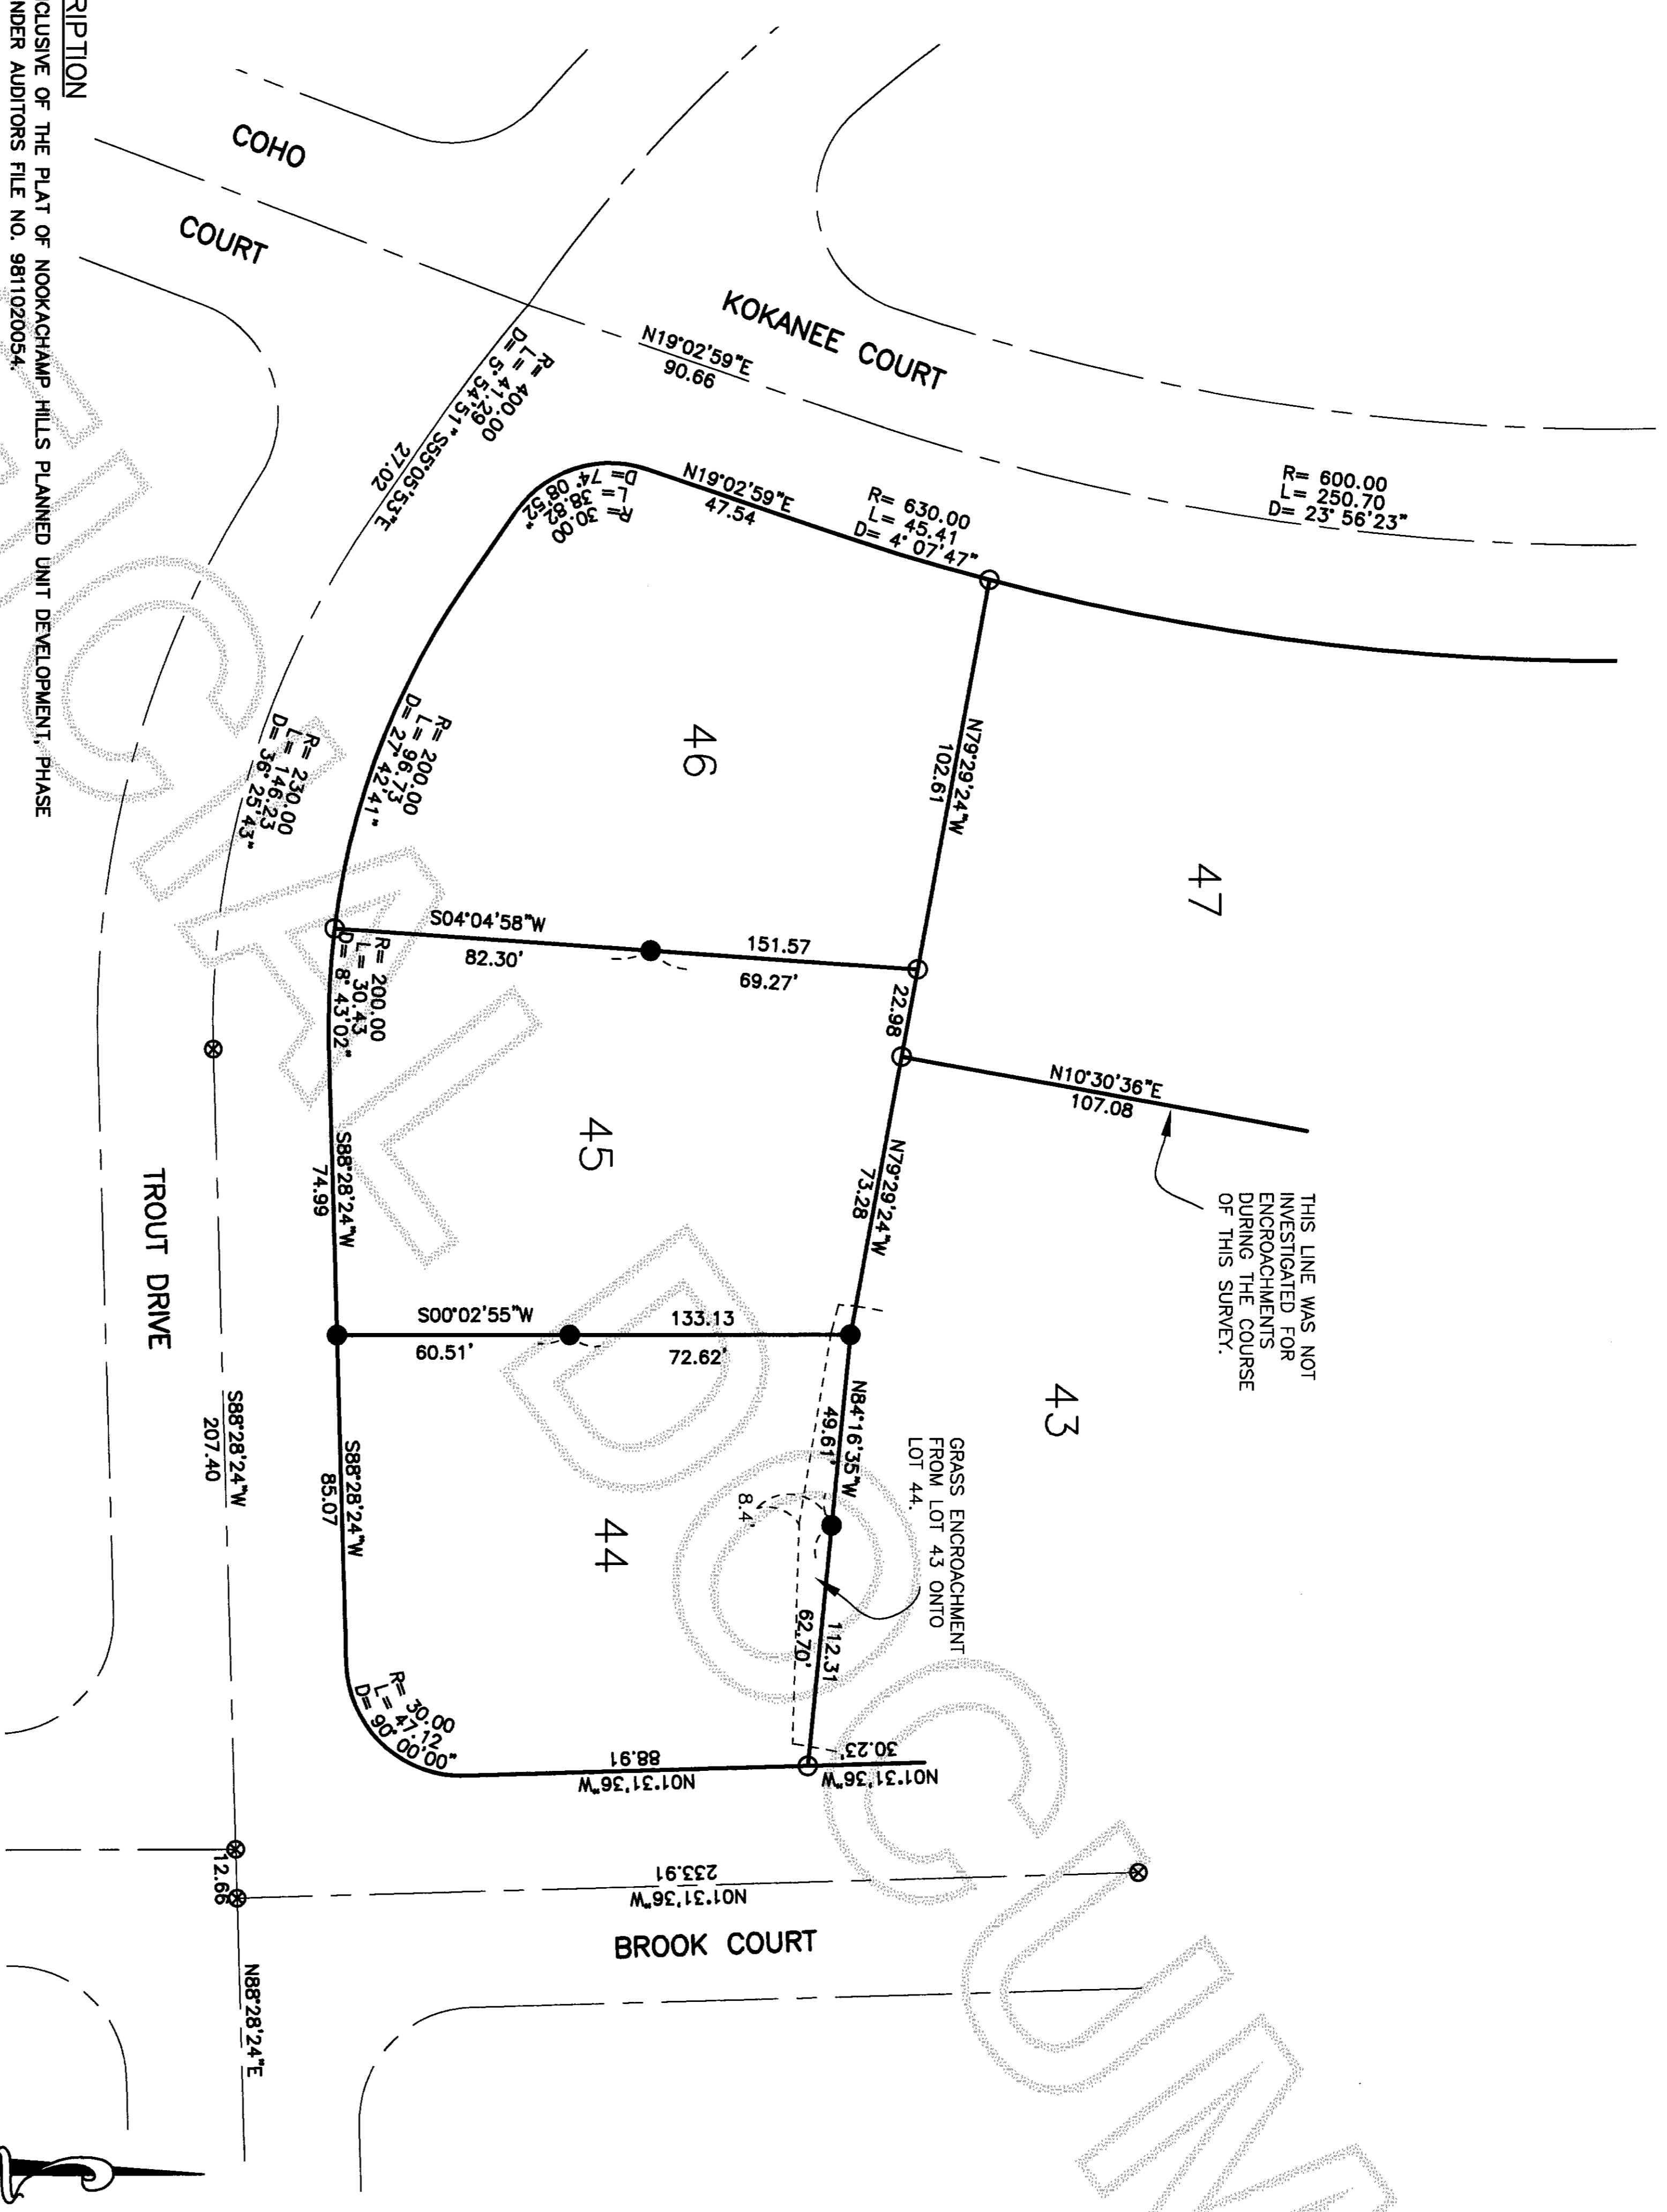 RIPTION
CLUSIVE OF THE PLAT OF NOOKACHAMP HILLS PLANNED UNIT DEVELOPMENT, PHASE
NDER AUDITORS FILE NO. 9811020054.
COHO
COURT
KOKANEE COURT
N19°02'59"E
90.66
R= 400.00
L= 41.29
D= 5° 54'51"
S55°05'53"E
27.02
R= 30.00
L= 38.82
D= 74° 08'52"
N19°02'59"E
47.54
R= 630.00
L= 45.41
D= 4° 07'47"
R= 600.00
L= 250.70
D= 23° 56'23"
46
47
N79°29'24"W
102.61
R= 200.00
L= 96.73
D= 27° 42'41"
R= 230.00
L= 146.23
D= 36° 25'43"
S04°04'58"W
82.30'
151.57
69.27'
22.98
R= 200.00
L= 30.43
D= 8° 43'02"
N10°30'36"E
107.08
THIS LINE WAS NOT
INVESTIGATED FOR
ENCROACHMENTS
DURING THE COURSE
OF THIS SURVEY.
45
N79°29'24"W
73.28
S88°28'24"W
74.99
TROUT DRIVE
S00°02'55"W
60.51'
133.13
72.62'
43
N84°16'35"W
49.61'
GRASS ENCROACHMENT
FROM LOT 43 ONTO
LOT 44.
8.4'
44
112.31
62.70'
S88°28'24"W
85.07
S88°28'24"W
207.40
R= 30.00
L= 47.12
D= 90° 00'00"
N01°31'36"W
88.91
N01°31'36"W
30.23'
N01°31'36"W
233.91
12.66
BROOK COURT
N88°28'24"E
CIAL DOCUM